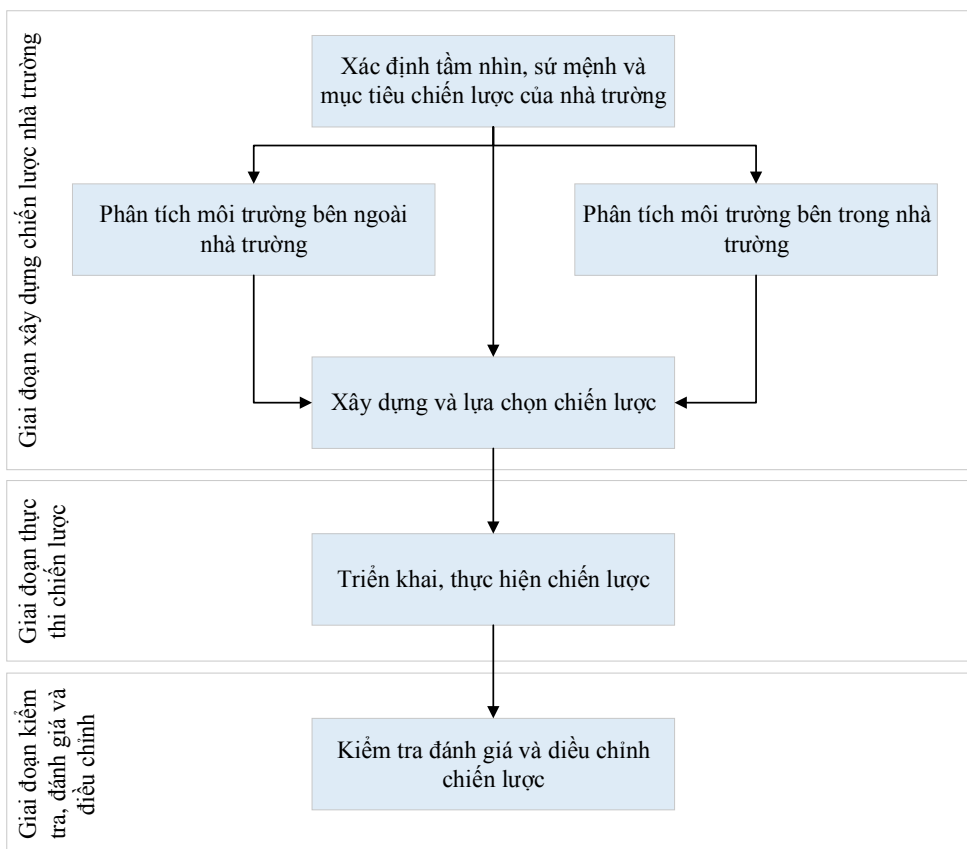 Giai đoạn xây dựng chiến lược nhà trường
Xác định tầm nhìn, sứ mệnh và
mục tiêu chiến lược của nhà trường
Phân tích môi trường bên ngoài
nhà trường
Phân tích môi trường bên trong nhà
trường
Xây dựng và lựa chọn chiến lược
Giai đoạn thực
thi chiến lược
Triển khai, thực hiện chiến lược
Giai đoạn kiểm
tra, đánh giá và
điều chỉnh
Kiểm tra đánh giá và diều chỉnh
chiến lược